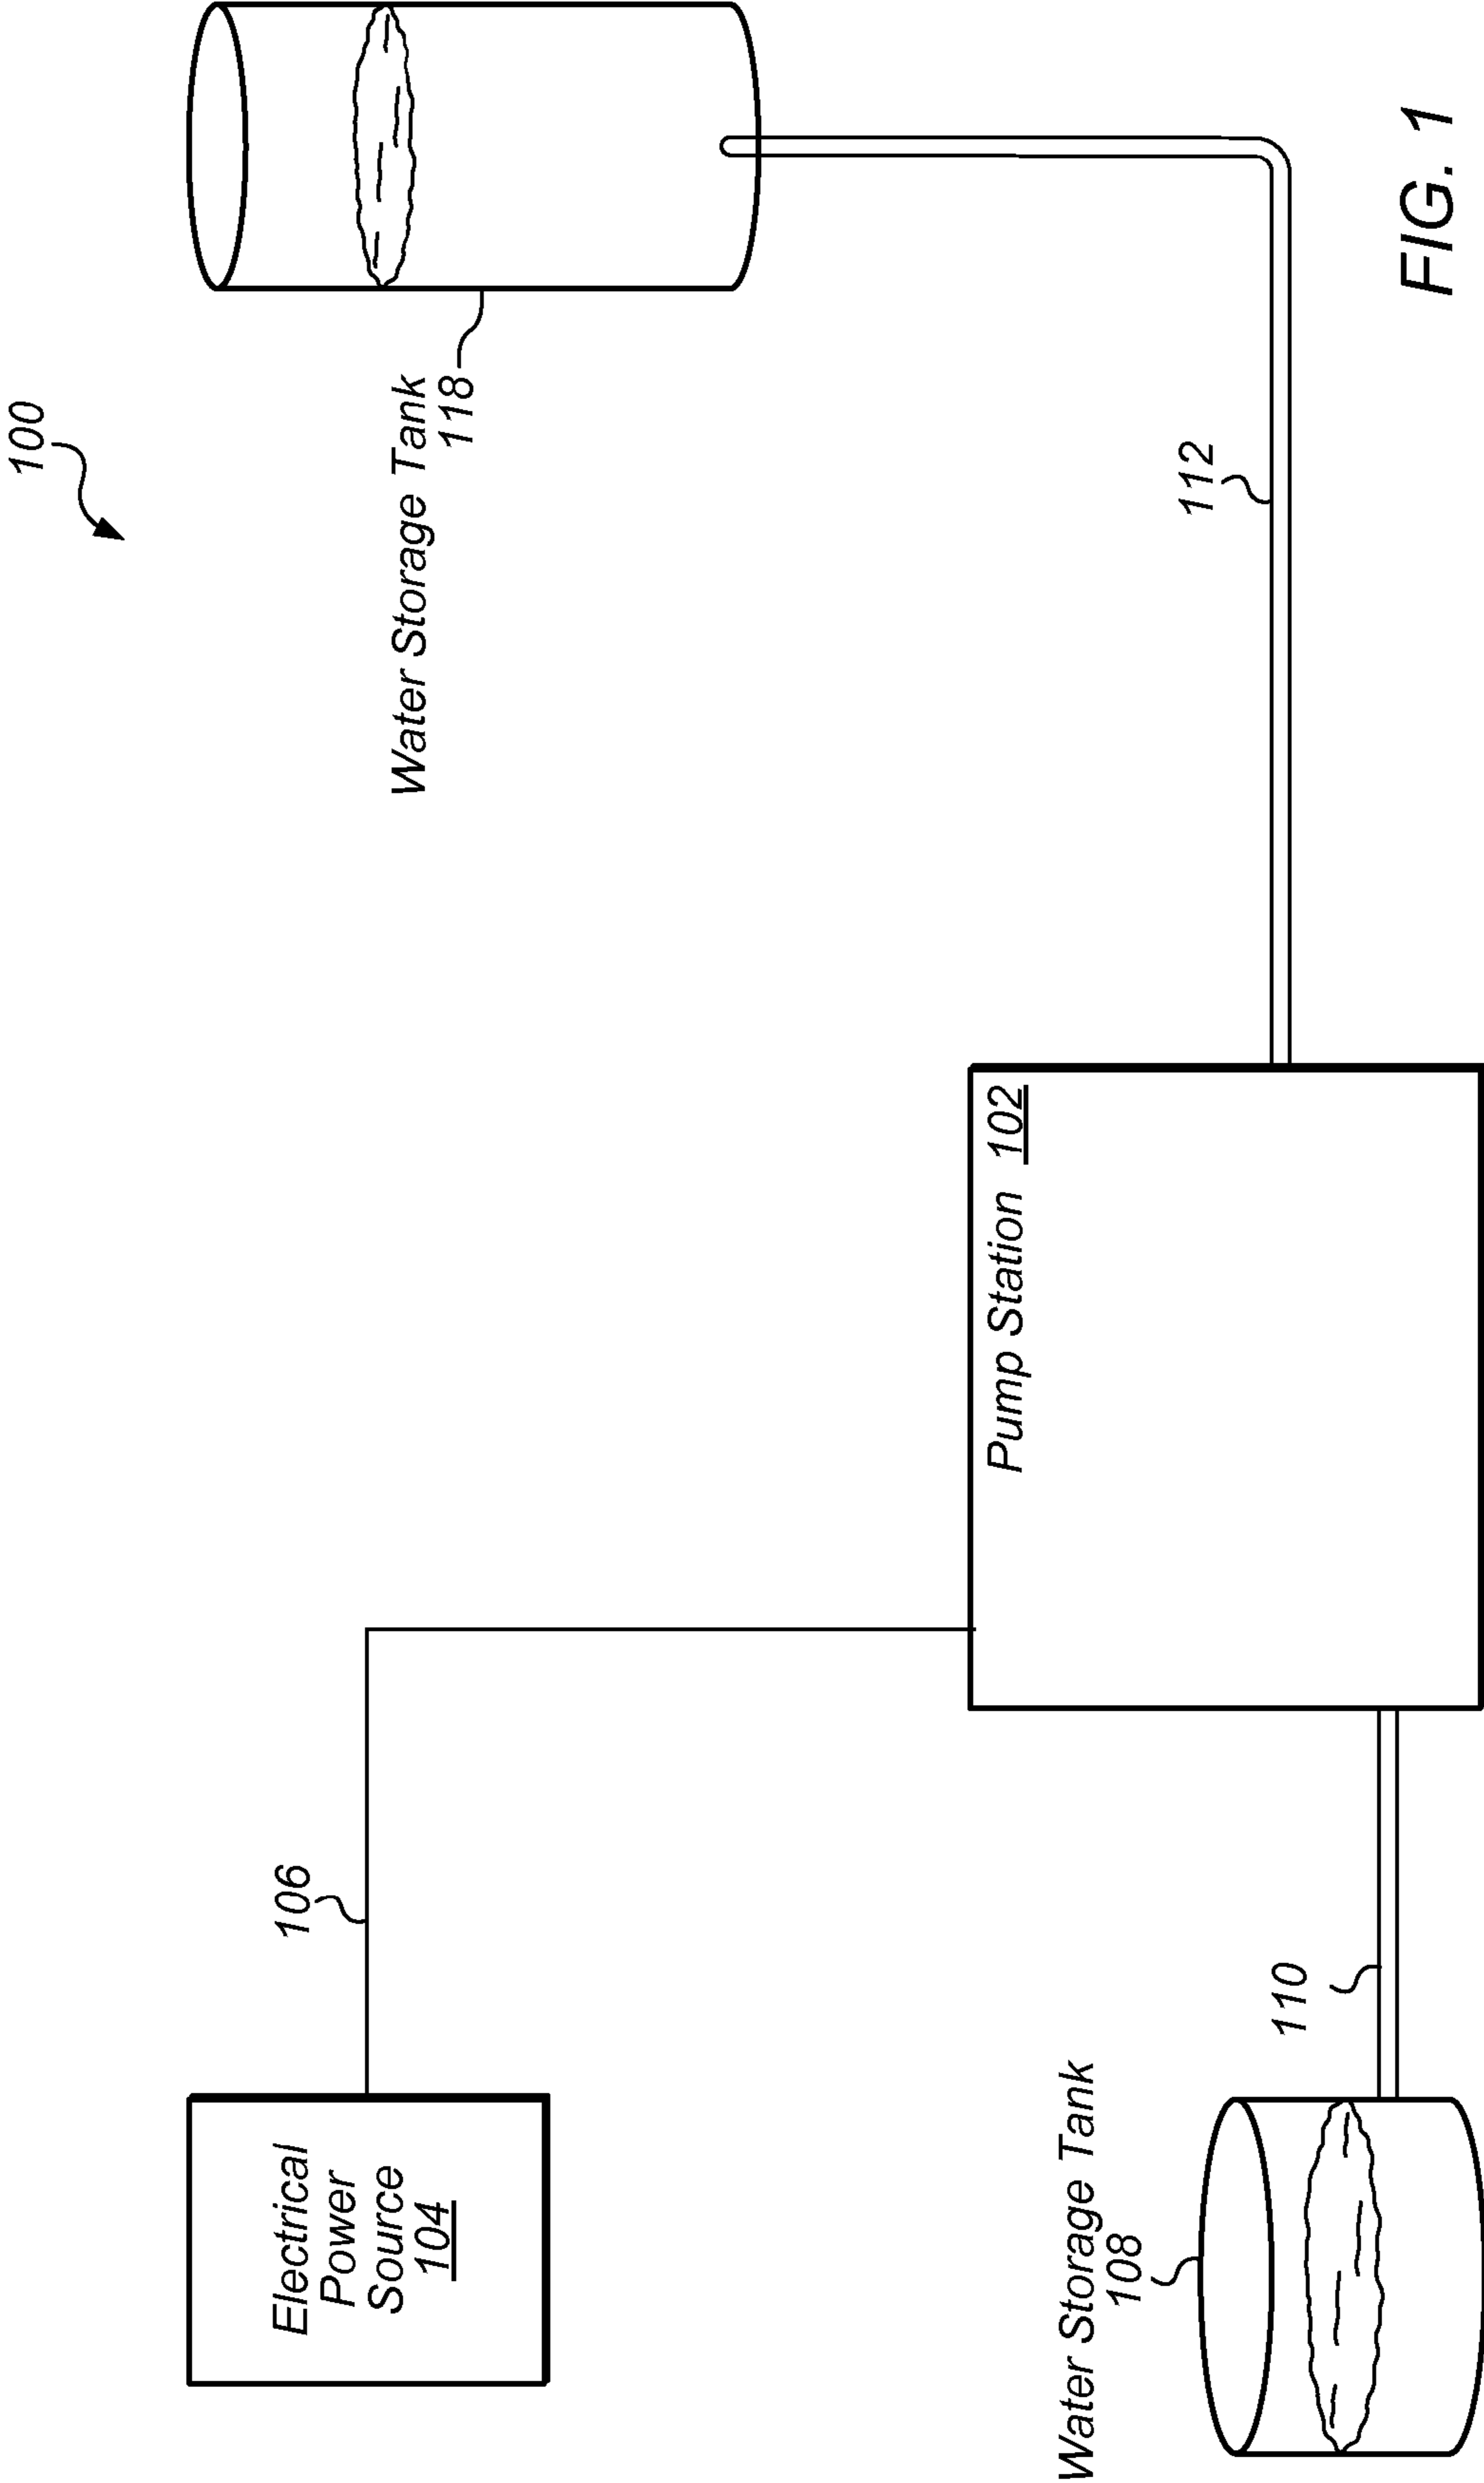 100
Water Storage Tank
118
Electrical
Power
Source
104
106
112
Pump Station 102
Water Storage Tank
108
110
FIG. 1